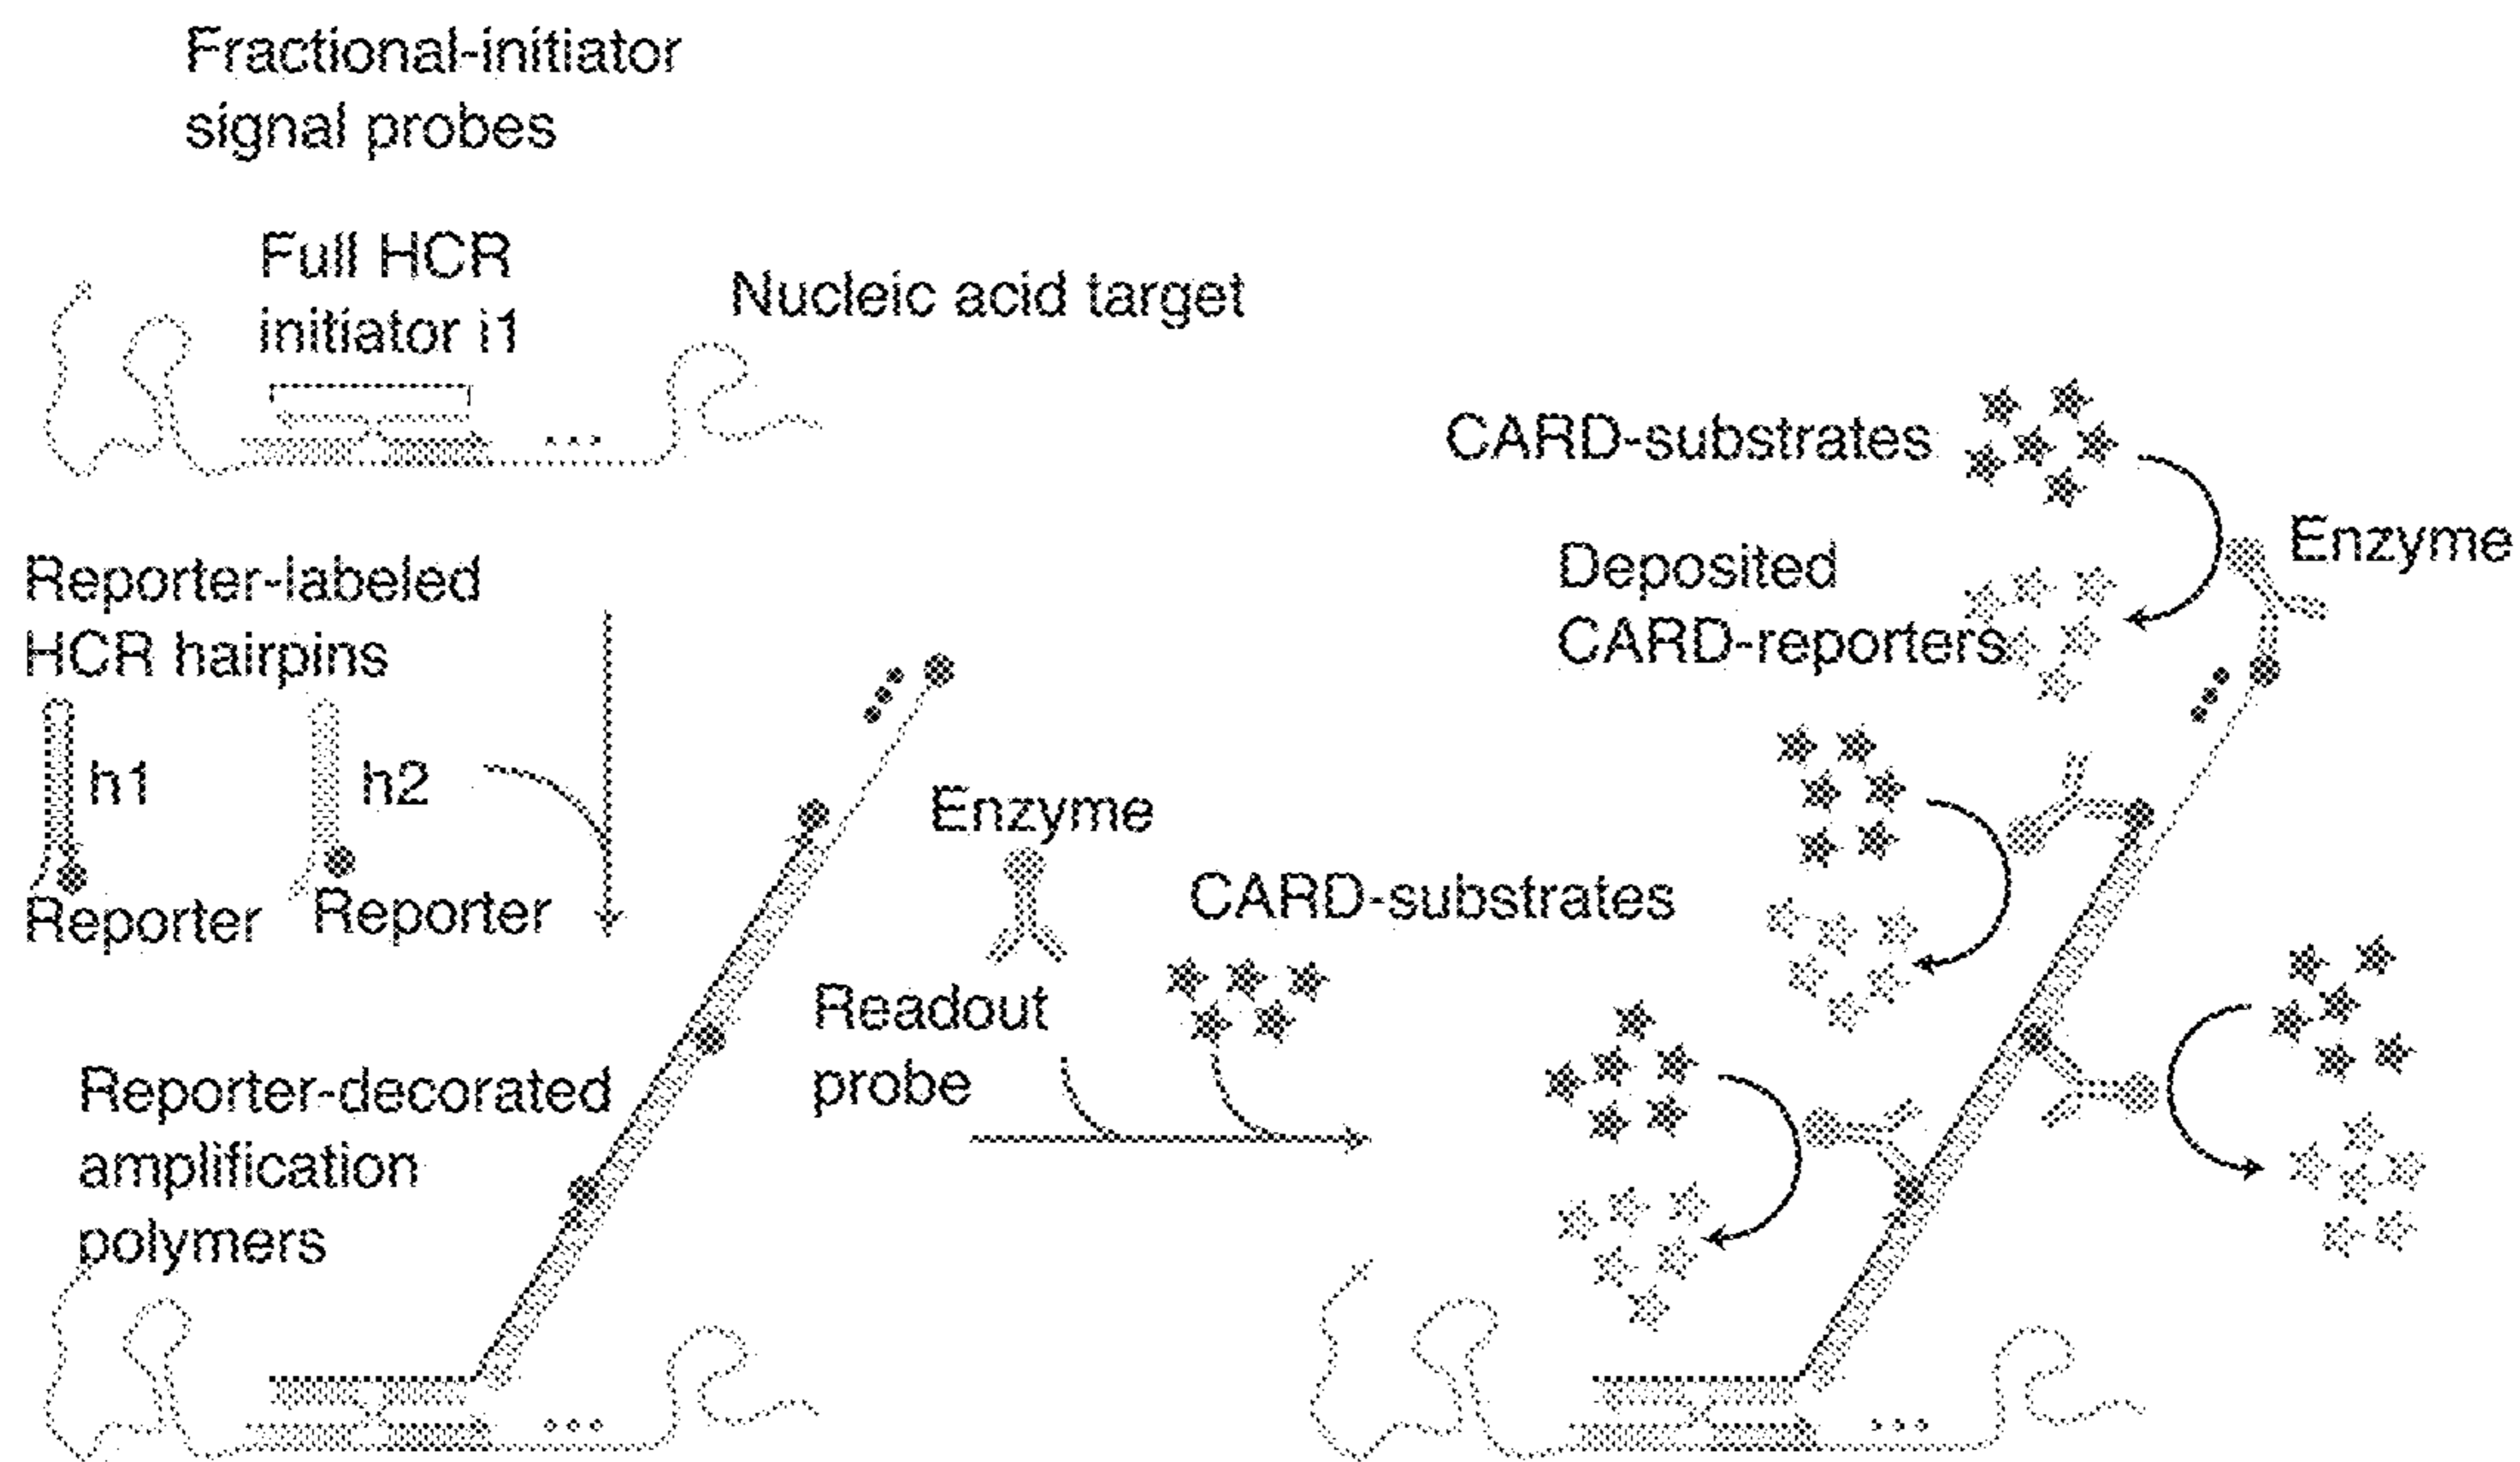 Fractional-initiator
signal probes
Full HCR
initiator i1
Nucleic acid target
Reporter-labeled
HCR hairpins
h1
h2
Reporter
Reporter
Reporter-decorated
amplification
polymers
Enzyme
Readout
probe
CARD-substrates
CARD-substrates
Deposited
CARD-reporters
Enzyme